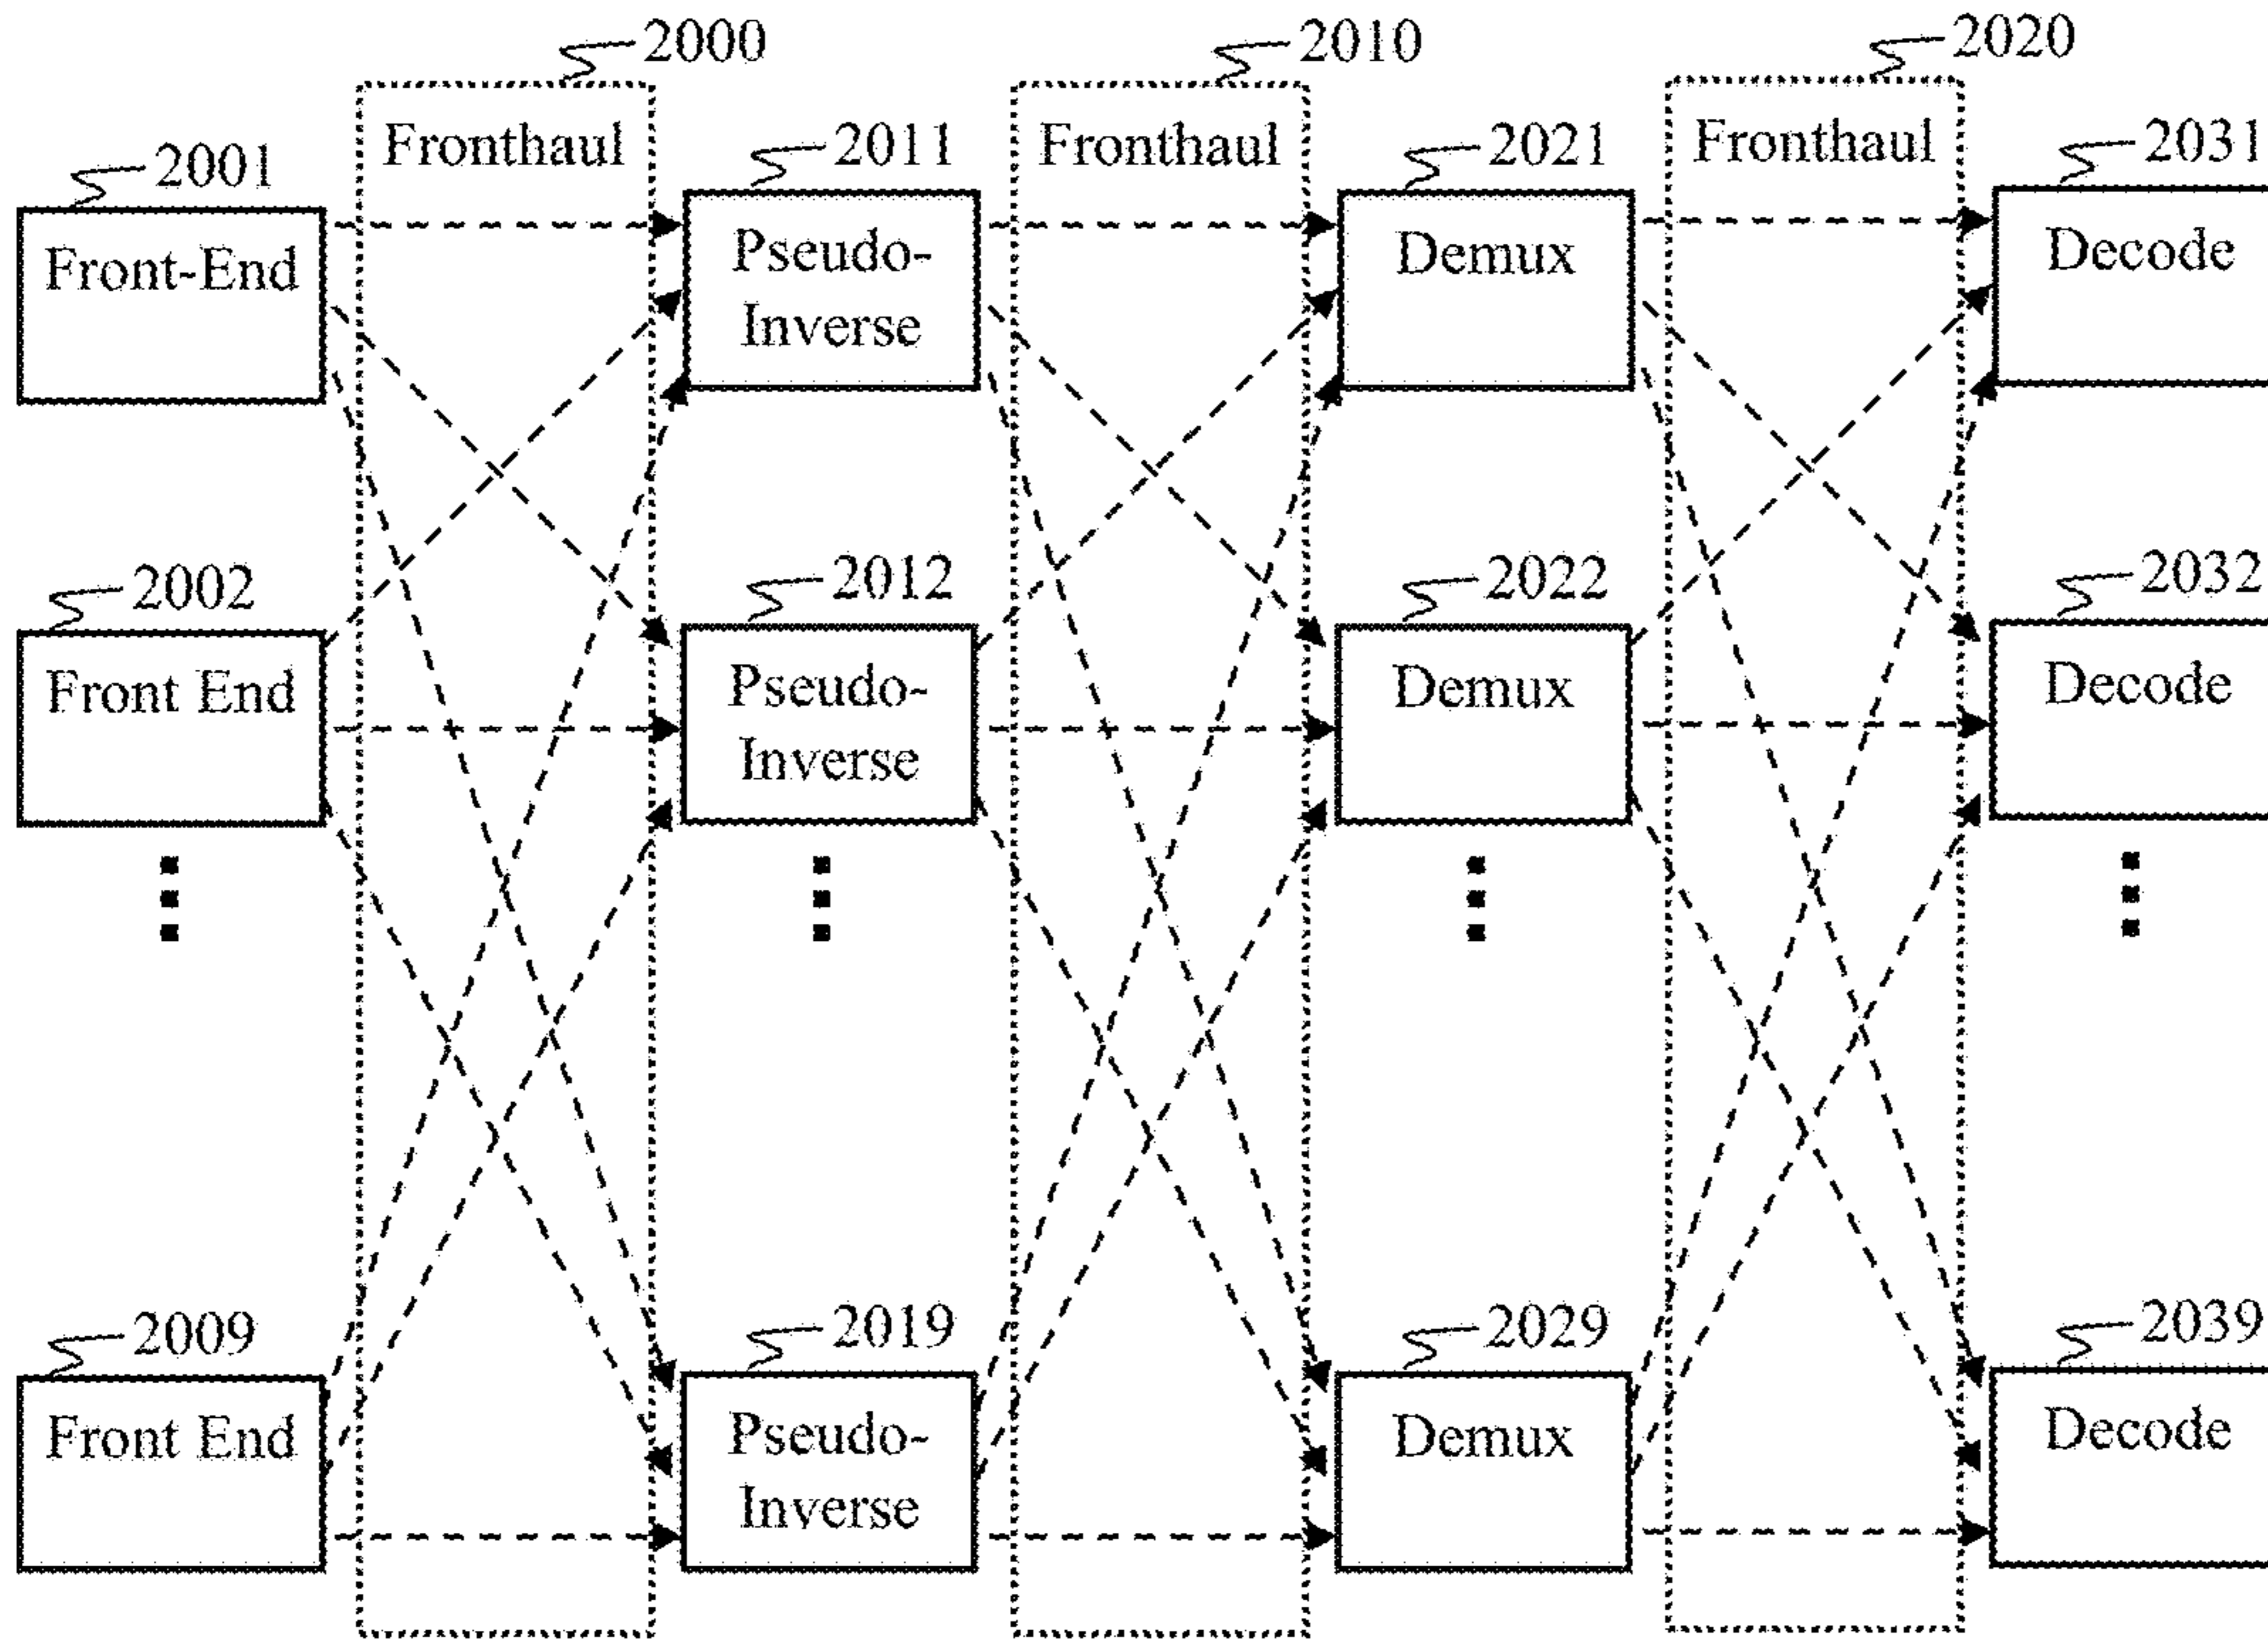 2000
2010
2020
Fronthaul
Fronthaul
Fronthaul
2001
2011
2021
2031
Front-End
Pseudo-
Inverse
Demux
Decode
2002
2012
2022
2032
Front End
Pseudo-
Inverse
Demux
Decode
2009
2019
2029
2039
Front End
Pseudo-
Inverse
Demux
Decode